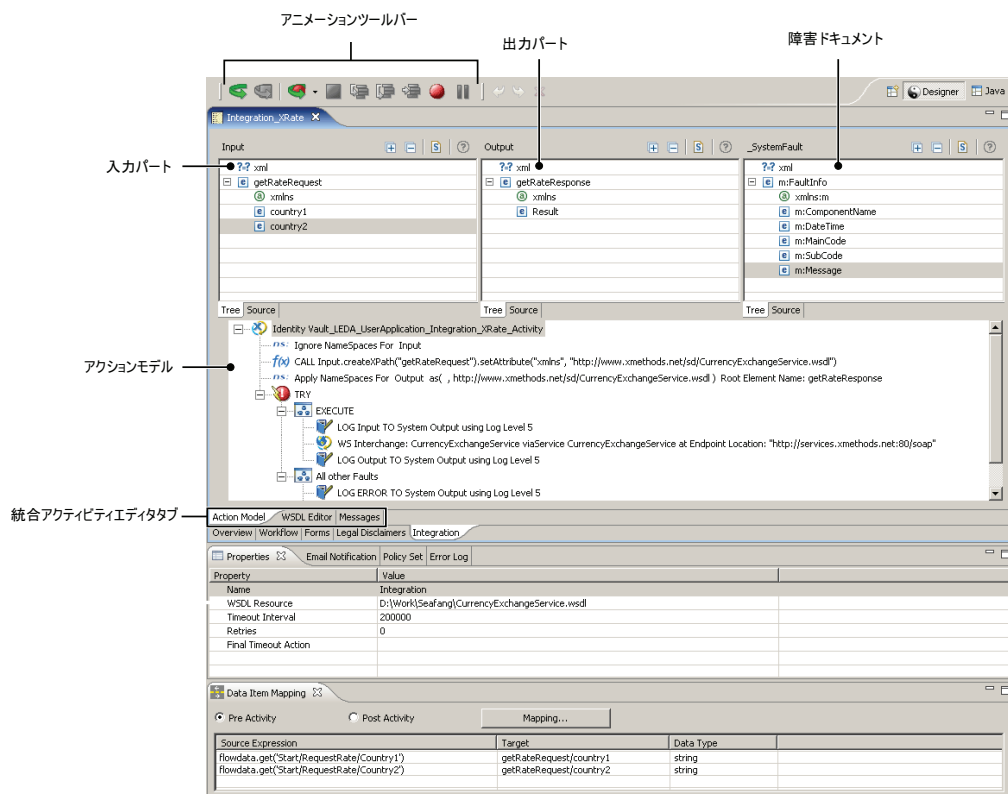 アニメーションツールバー
出力パート
障害ドキュメント
Designer
Java
Integration_XRate
Input
Output
_SystemFault
入力パート
?=? xml
getRateRequest
xmlns
country1
country2
?=? xml
getRateResponse
xmlns
Result
?=? xml
m:FaultInfo
xmlns:m
m:ComponentName
m:DateTime
m:MainCode
m:SubCode
m:Message
Tree Source
Tree Source
Tree Source
アクションモデル
Identity Vault_LEDA_UserApplication_Integration_XRate_Activity
ns: Ignore NameSpaces For Input
f(x) CALL Input.createXPath("getRateRequest").setAttribute("xmlns", "http://www.xmethods.net/sd/CurrencyExchangeService.wsdl")
ns: Apply NameSpaces For Output as( , http://www.xmethods.net/sd/CurrencyExchangeService.wsdl ) Root Element Name: getRateResponse
TRY
EXECUTE
LOG Input TO System Output using Log Level 5
WS Interchange: CurrencyExchangeService viaService CurrencyExchangeService at Endpoint Location: "http://services.xmethods.net:80/soap"
LOG Output TO System Output using Log Level 5
All other Faults
LOG ERROR TO System Output using Log Level 5
統合アクティビティエディタタブ
Action Model WSDL Editor Messages
Overview Workflow Forms Legal Disclaimers Integration
Properties Email Notification Policy Set Error Log
Property Value
Name Integration
WSDL Resource D:\Work\Seafang\CurrencyExchangeService.wsdl
Timeout Interval 200000
Retries 0
Final Timeout Action
Data Item Mapping
Pre Activity Post Activity Mapping...
Source Expression Target Data Type
flowdata.get('Start/RequestRate/Country1') getRateRequest/country1 string
flowdata.get('Start/RequestRate/Country2') getRateRequest/country2 string